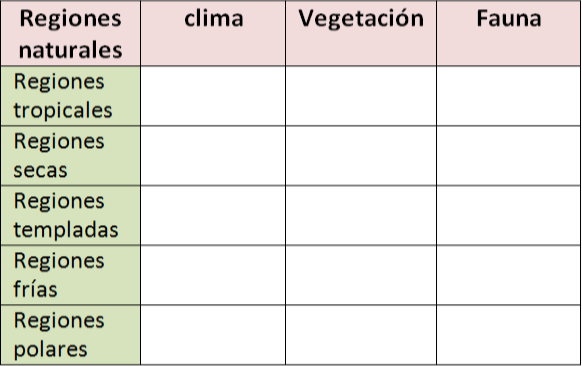 Regiones
naturales
clima
Vegetación
Fauna
Regiones
tropicales
Regiones
secas
Regiones
templadas
Regiones
frías
Regiones
polares